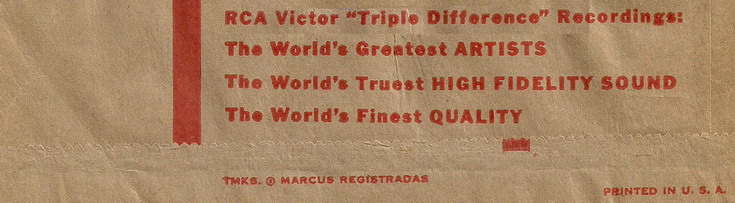 RCA Victor “Triple Difference” Recordings:
The World's Greatest ARTISTS
The World's Truest HIGH FIDELITY SOUND
The World's Finest QUALITY
TMKS. ® MARCUS REGISTRADAS
PRINTED IN U. S. A.